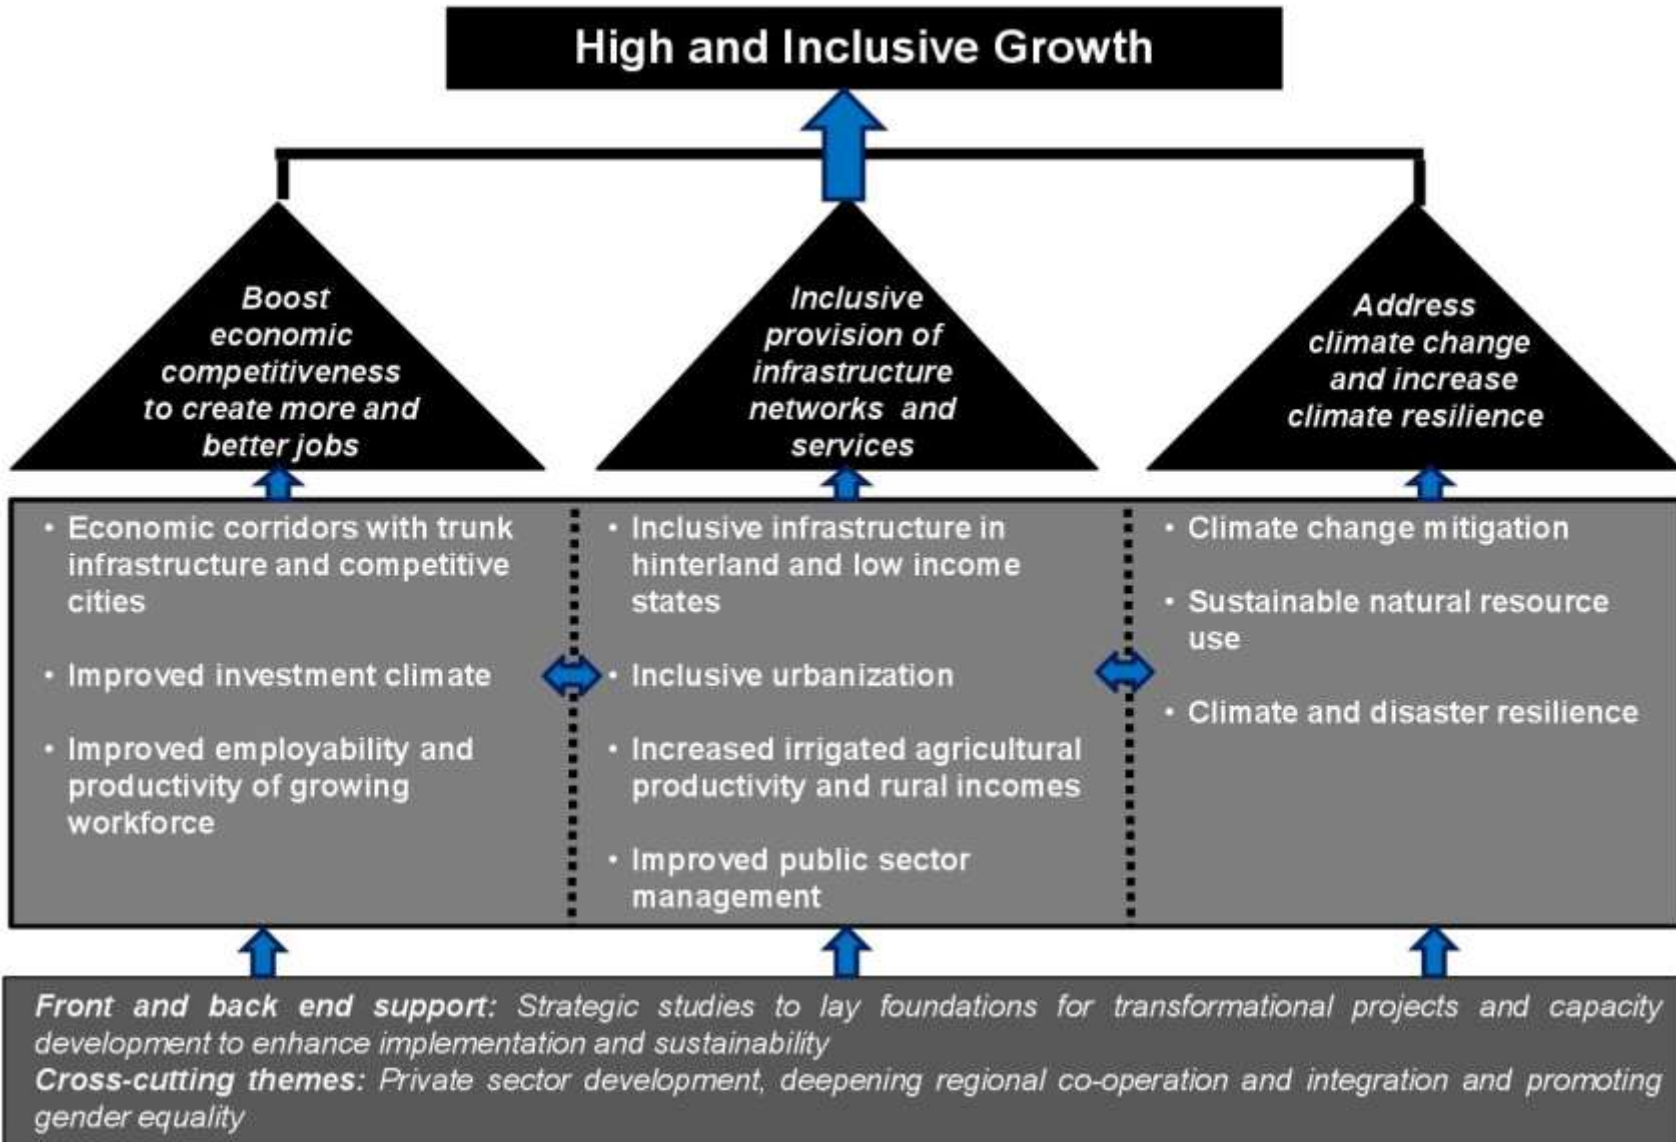 High and Inclusive Growth
Boost
economic
competitiveness
to create more and
better jobs
Inclusive
provision of
infrastructure
networks and
services
Address
climate change
and increase
climate resilience
• Economic corridors with trunk
infrastructure and competitive
cities
• Improved investment climate
• Improved employability and
productivity of growing
workforce
• Inclusive infrastructure in
hinterland and low income
states
• Inclusive urbanization
• Increased irrigated agricultural
productivity and rural incomes
• Improved public sector
management
• Climate change mitigation
• Sustainable natural resource
use
• Climate and disaster resilience
Front and back end support: Strategic studies to lay foundations for transformational projects and capacity
development to enhance implementation and sustainability
Cross-cutting themes: Private sector development, deepening regional co-operation and integration and promoting
gender equality